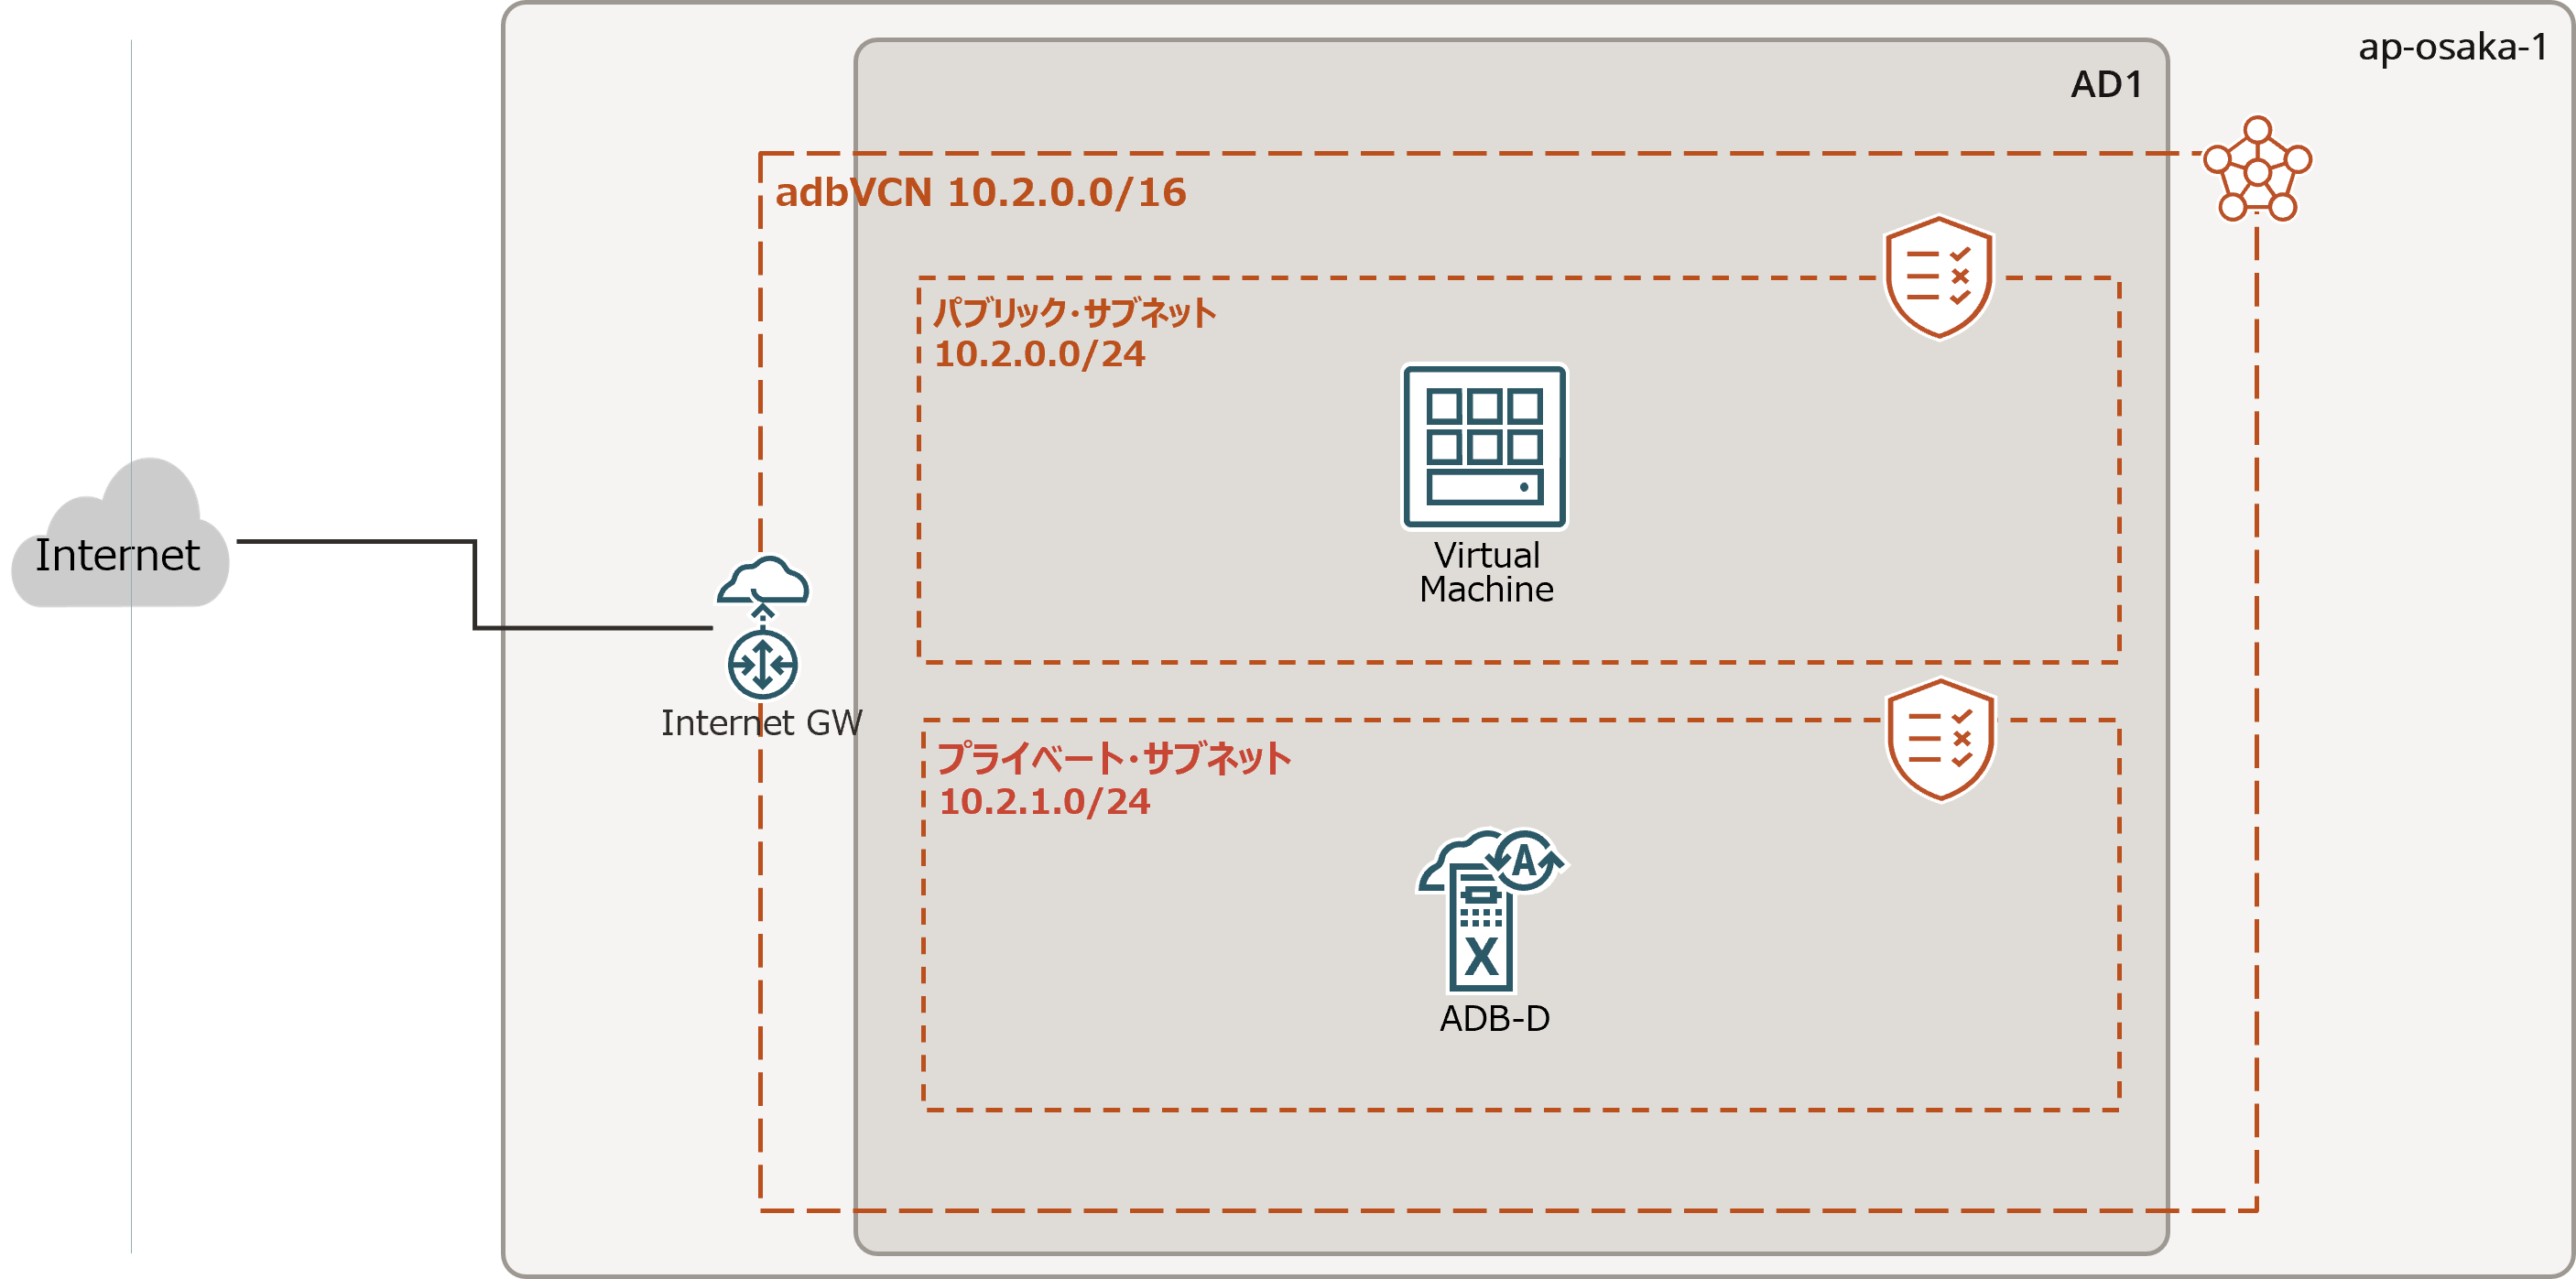 ap-osaka-1
AD1
adbVCN 10.2.0.0/16
パブリック・サブネット
10.2.0.0/24
Virtual
Machine
Internet
Internet GW
プライベート・サブネット
10.2.1.0/24
A
X
ADB-D